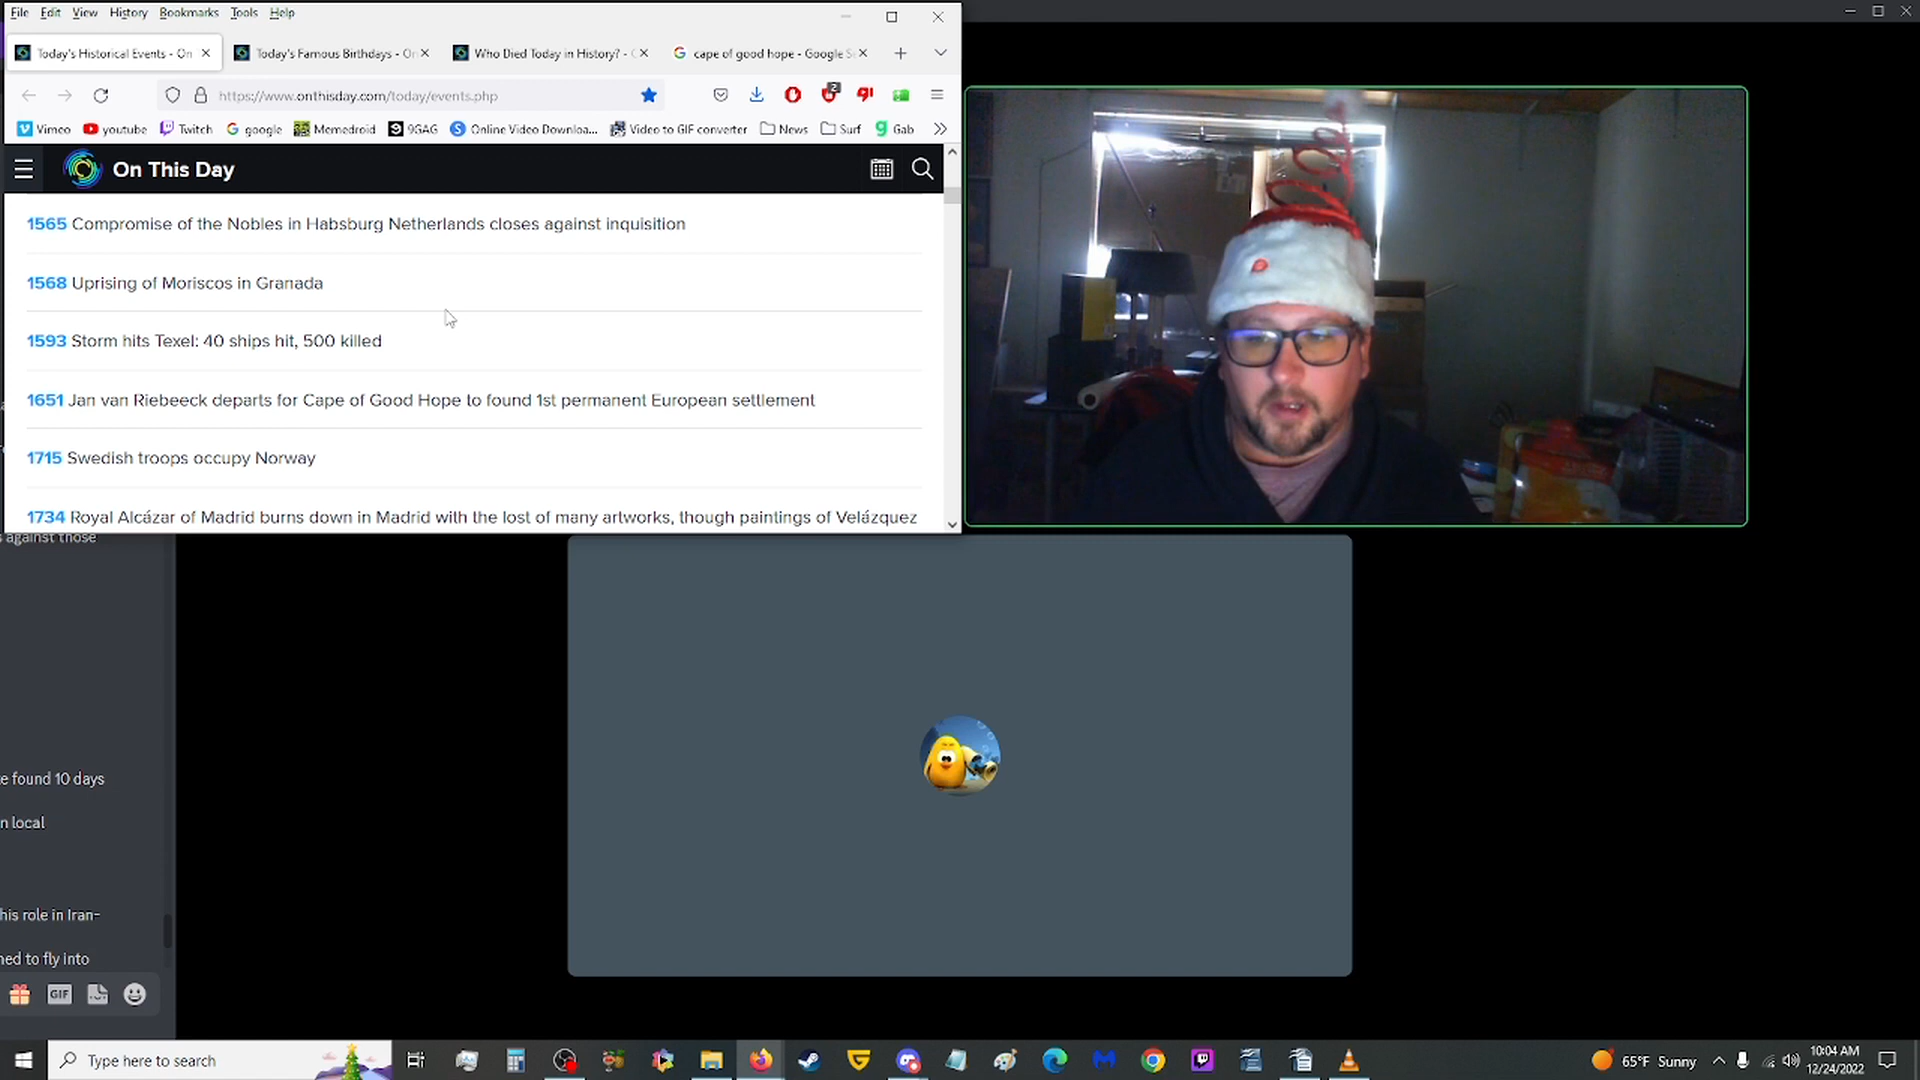 File Edit View History Bookmarks Tools Help
Today's Historical Events - On
Today's Famous Birthdays - On
Who Died Today in History? -
cape of good hope - Google S
https://www.onthisday.com/today/events.php
2
Vimeo youtube Twitch google Memedroid 9GAG Online Video Downloa... Video to GIF converter News Surf Gab
On This Day
1565 Compromise of the Nobles in Habsburg Netherlands closes against inquisition
1568 Uprising of Moriscos in Granada
1593 Storm hits Texel: 40 ships hit, 500 killed
1651 Jan van Riebeeck departs for Cape of Good Hope to found 1st permanent European settlement
1715 Swedish troops occupy Norway
1734 Royal Alcázar of Madrid burns down in Madrid with the lost of many artworks, though paintings of Velázquez
s against those
e found 10 days
n local
his role in Iran-
ned to fly into
GIF
Type here to search
65°F Sunny
10:04 AM
12/24/2022